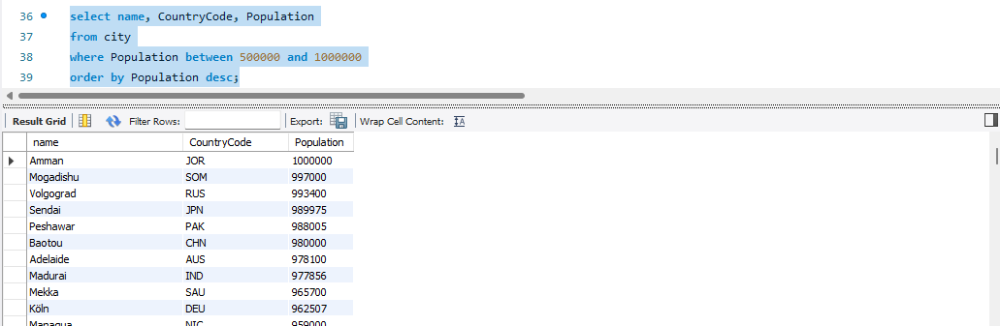 36 select name, CountryCode, Population
37 from city
38 where Population between 500000 and 1000000
39 order by Population desc;
Result Grid Filter Rows: Export: Wrap Cell Content: IA
name CountryCode Population
Amman JOR 1000000
Mogadishu SOM 997000
Volgograd RUS 993400
Sendai JPN 989975
Peshawar PAK 988005
Baotou CHN 980000
Adelaide AUS 978100
Madurai IND 977856
Mekka SAU 965700
Köln DEU 962507
Managua NIC 959000